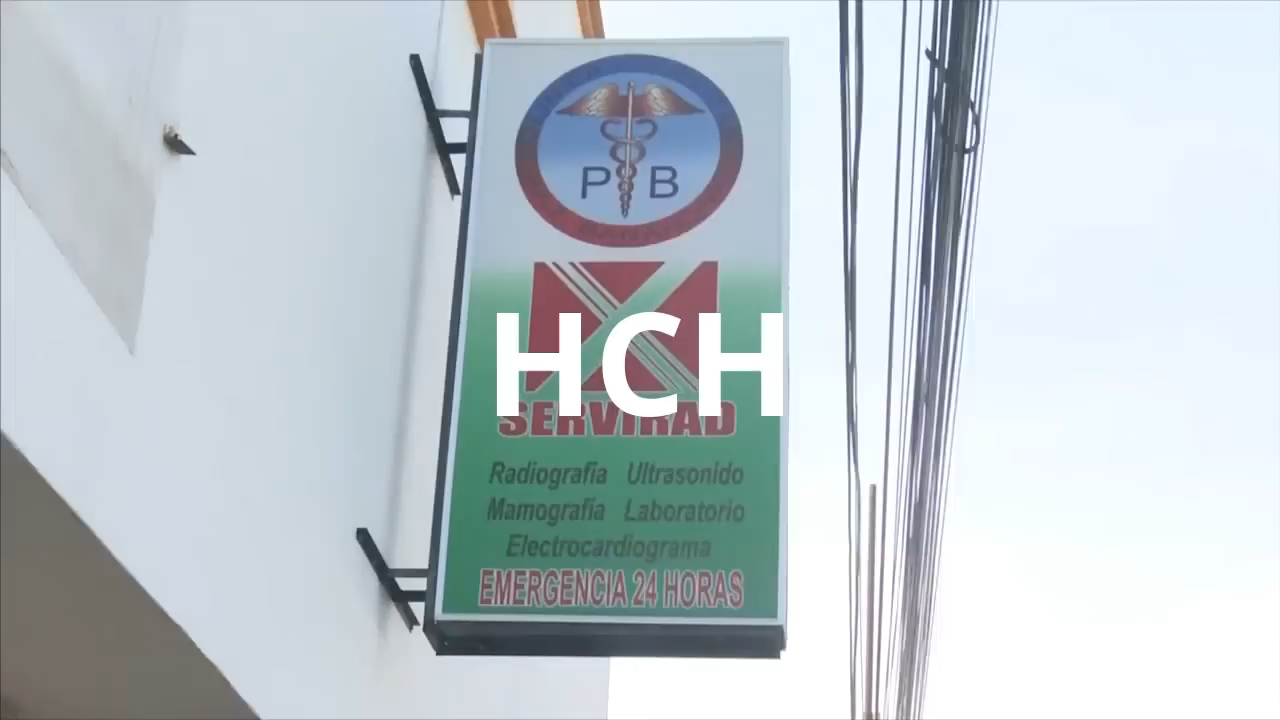 P B
HCH
SERVIRAD
Radiografía Ultrasonido
Mamografía Laboratorio
Electrocardiograma
EMERGENCIA 24 HORAS